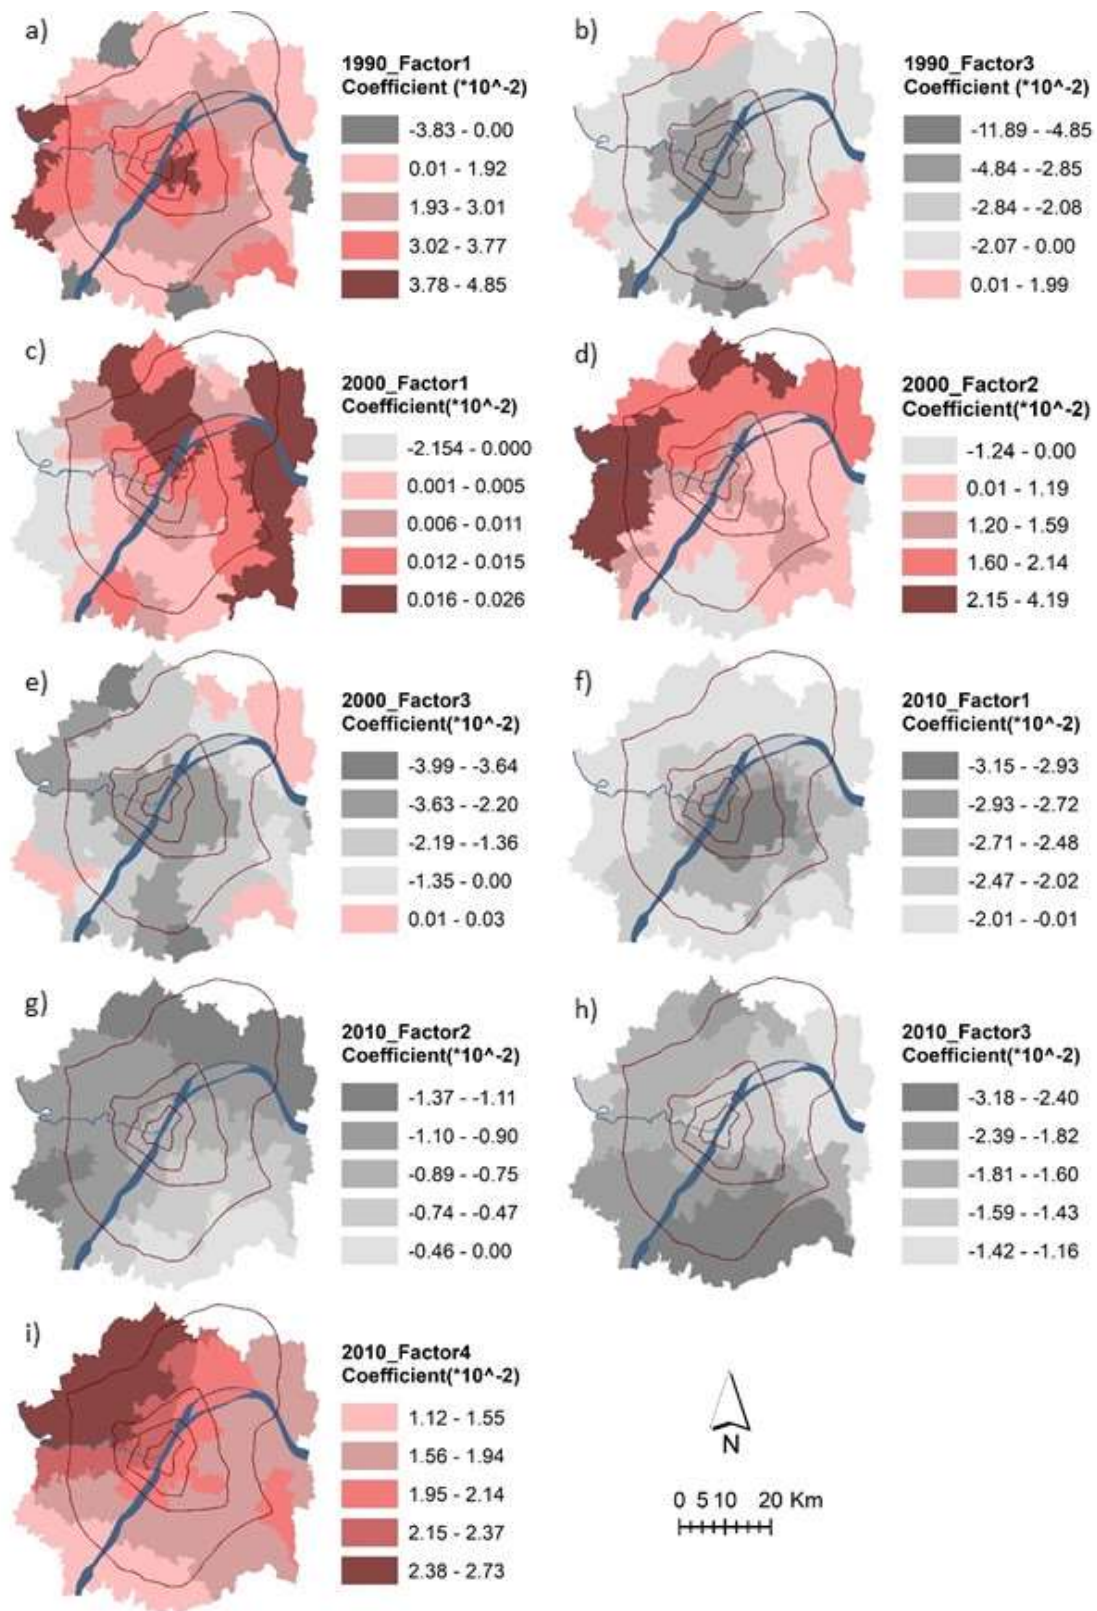 a)
1990_Factor1
Coefficient (*10^-2)
-3.83 - 0.00
0.01 - 1.92
1.93 - 3.01
3.02 - 3.77
3.78 - 4.85
b)
1990_Factor3
Coefficient (*10^-2)
-11.89 - -4.85
-4.84 - -2.85
-2.84 - -2.08
-2.07 - 0.00
0.01 - 1.99
c)
2000_Factor1
Coefficient(*10^-2)
-2.154 - 0.000
0.001 - 0.005
0.006 - 0.011
0.012 - 0.015
0.016 - 0.026
d)
2000_Factor2
Coefficient(*10^-2)
-1.24 - 0.00
0.01 - 1.19
1.20 - 1.59
1.60 - 2.14
2.15 - 4.19
e)
2000_Factor3
Coefficient(*10^-2)
-3.99 - -3.64
-3.63 - -2.20
-2.19 - -1.36
-1.35 - 0.00
0.01 - 0.03
f)
2010_Factor1
Coefficient(*10^-2)
-3.15 - -2.93
-2.93 - -2.72
-2.71 - -2.48
-2.47 - -2.02
-2.01 - -0.01
g)
2010_Factor2
Coefficient(*10^-2)
-1.37 - -1.11
-1.10 - -0.90
-0.89 - -0.75
-0.74 - -0.47
-0.46 - 0.00
h)
2010_Factor3
Coefficient(*10^-2)
-3.18 - -2.40
-2.39 - -1.82
-1.81 - -1.60
-1.59 - -1.43
-1.42 - -1.16
i)
2010_Factor4
Coefficient(*10^-2)
1.12 - 1.55
1.56 - 1.94
1.95 - 2.14
2.15 - 2.37
2.38 - 2.73
N
0 5 10 20 Km